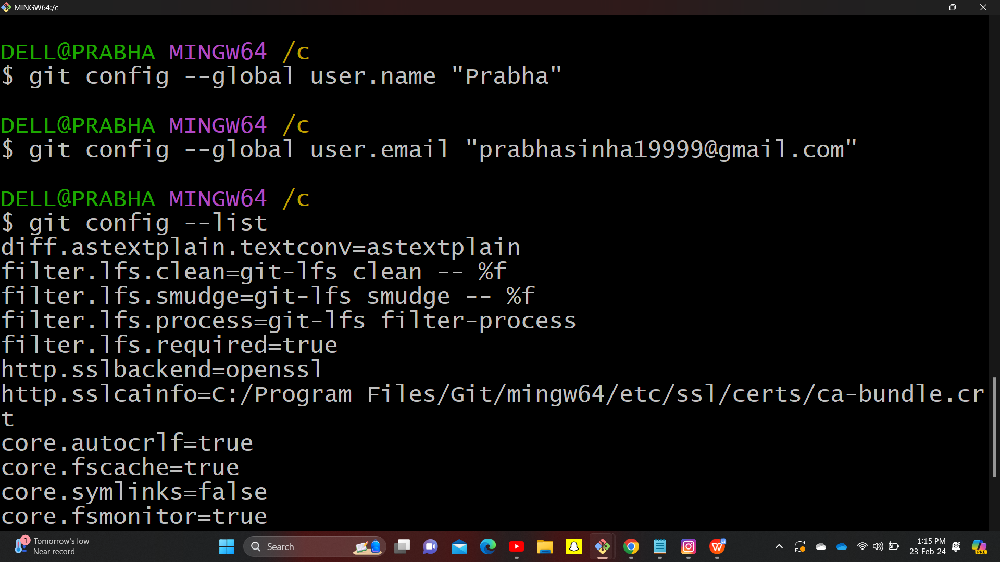 MINGW64:/c
DELL@PRABHA MINGW64 /c
$ git config --global user.name "Prabha"
DELL@PRABHA MINGW64 /c
$ git config --global user.email "prabhasinha19999@gmail.com"
DELL@PRABHA MINGW64 /c
$ git config --list
diff.astextplain.textconv=astextplain
filter.lfs.clean=git-lfs clean -- %f
filter.lfs.smudge=git-lfs smudge -- %f
filter.lfs.process=git-lfs filter-process
filter.lfs.required=true
http.sslbackend=openssl
http.sslcainfo=C:/Program Files/Git/mingw64/etc/ssl/certs/ca-bundle.cr
t
core.autocrlf=true
core.fscache=true
core.symlinks=false
core.fsmonitor=true
1
Tomorrow's low
Near record
Search
1:15 PM
23-Feb-24
PRE